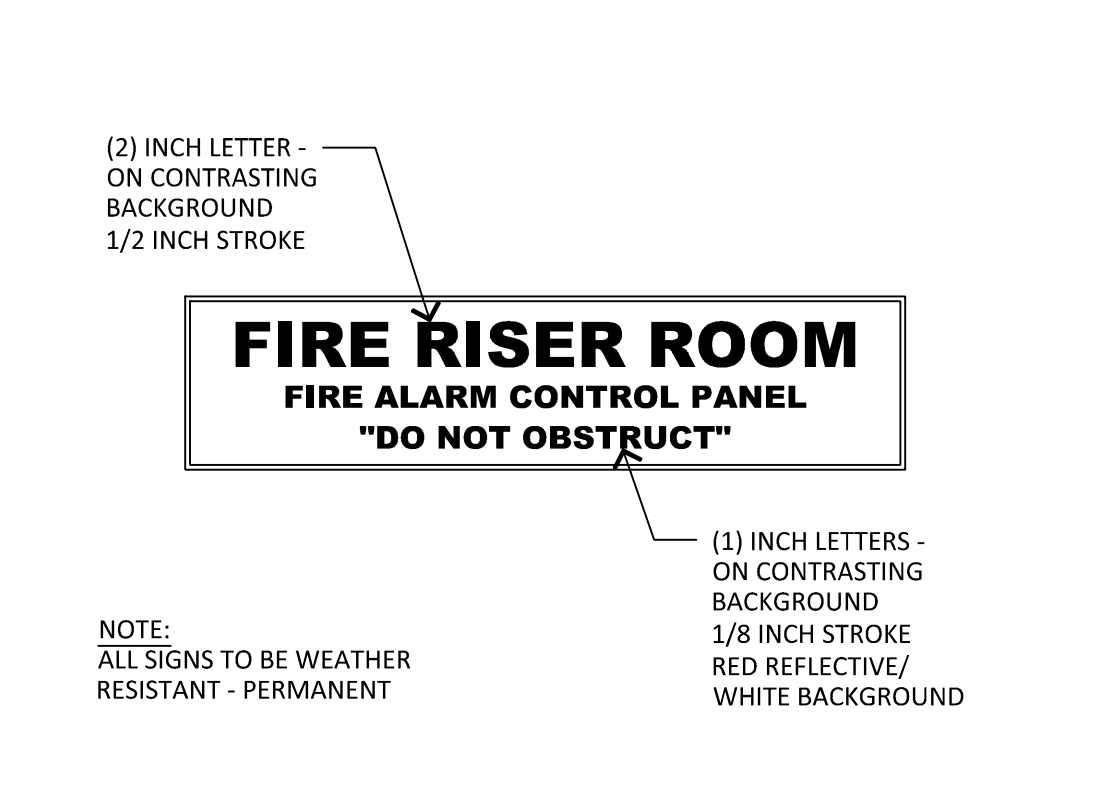 (2) INCH LETTER -
ON CONTRASTING
BACKGROUND
1/2 INCH STROKE
FIRE RISER ROOM
FIRE ALARM CONTROL PANEL
"DO NOT OBSTRUCT"
(1) INCH LETTERS -
ON CONTRASTING
BACKGROUND
1/8 INCH STROKE
RED REFLECTIVE/
WHITE BACKGROUND
NOTE:
ALL SIGNS TO BE WEATHER
RESISTANT - PERMANENT